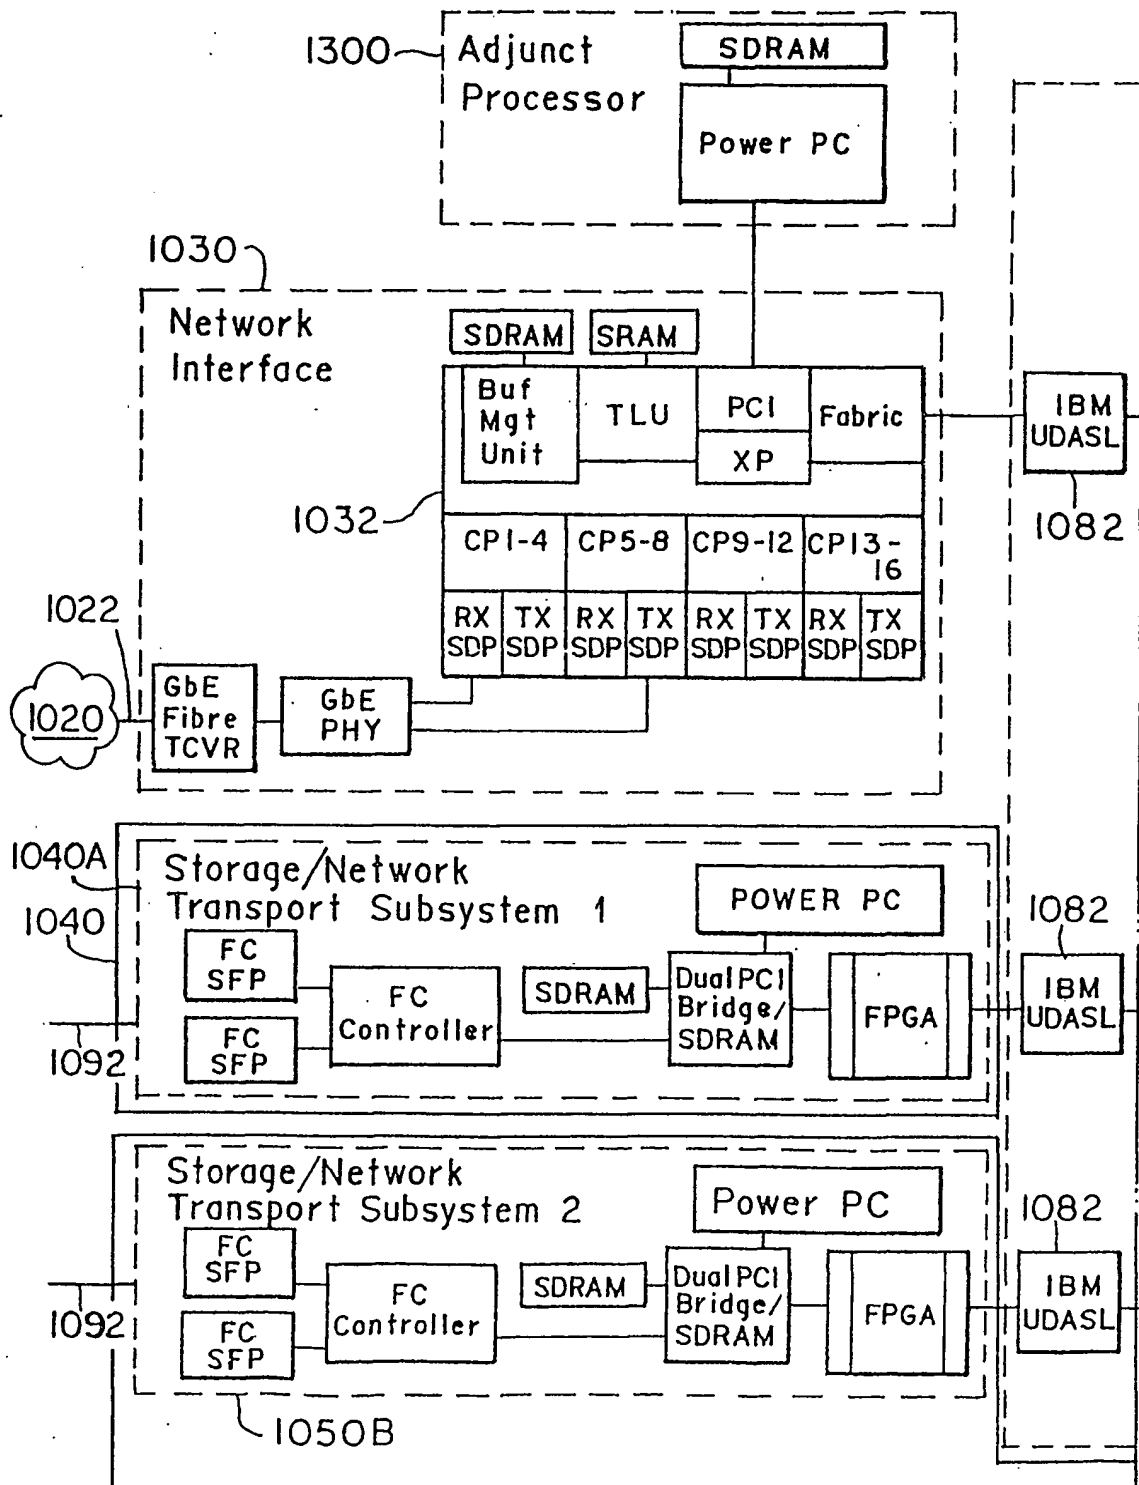 1300
Adjunct
Processor
SDRAM
Power PC
1030
Network
Interface
SDRAM
SRAM
Buf
Mgt
Unit
TLU
PCI
XP
Fabric
IBM
UDASL
1082
1032
CP1-4
CP5-8
CP9-12
CP13-
16
RX
SDP
TX
SDP
RX
SDP
TX
SDP
RX
SDP
TX
SDP
RX
SDP
TX
SDP
1022
1020
GbE
Fibre
TCVR
GbE
PHY
1040A
1040
Storage/Network
Transport Subsystem 1
POWER PC
FC
SFP
FC
SFP
FC
Controller
SDRAM
Dual PCI
Bridge/
SDRAM
FPGA
1082
IBM
UDASL
1092
Storage/Network
Transport Subsystem 2
Power PC
FC
SFP
FC
SFP
FC
Controller
SDRAM
Dual PCI
Bridge/
SDRAM
FPGA
1082
IBM
UDASL
1092
1050B